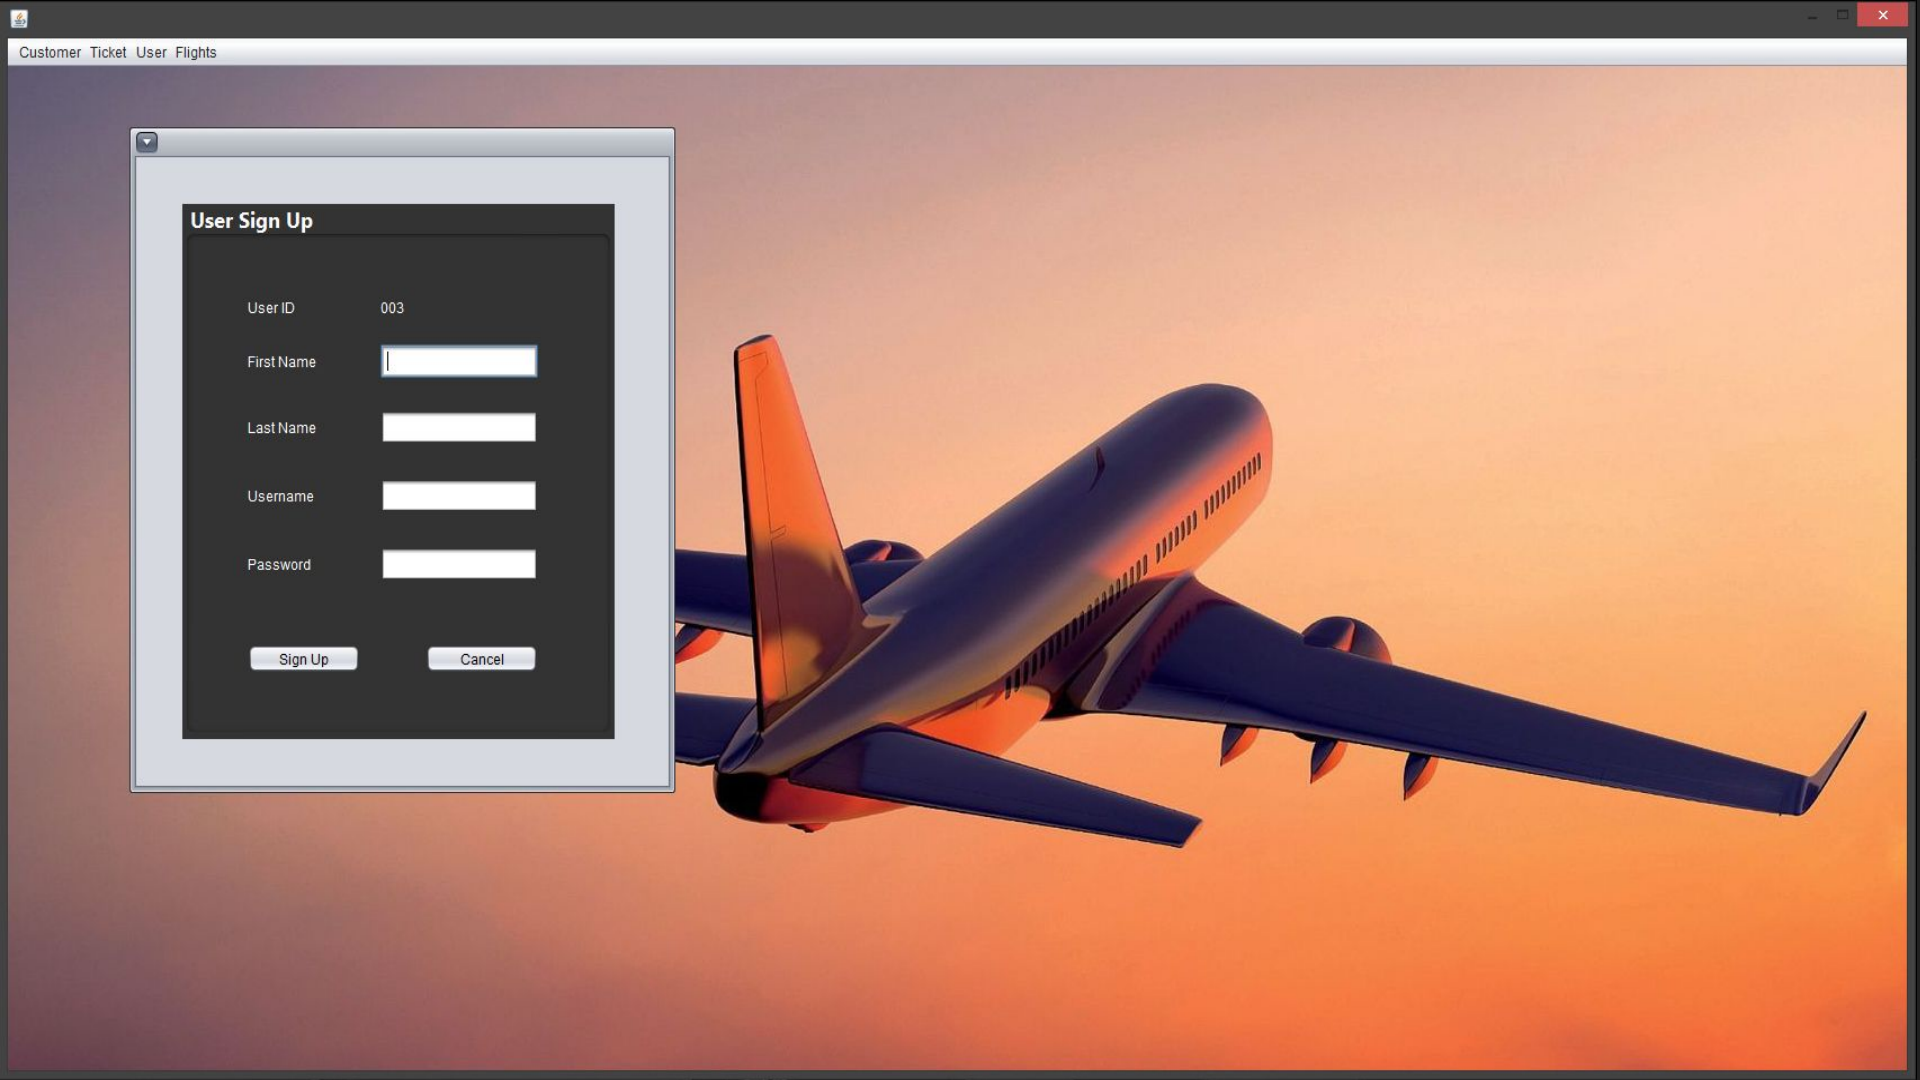 Customer Ticket User Flights
User Sign Up
User ID 003
First Name
Last Name
Username
Password
Sign Up Cancel